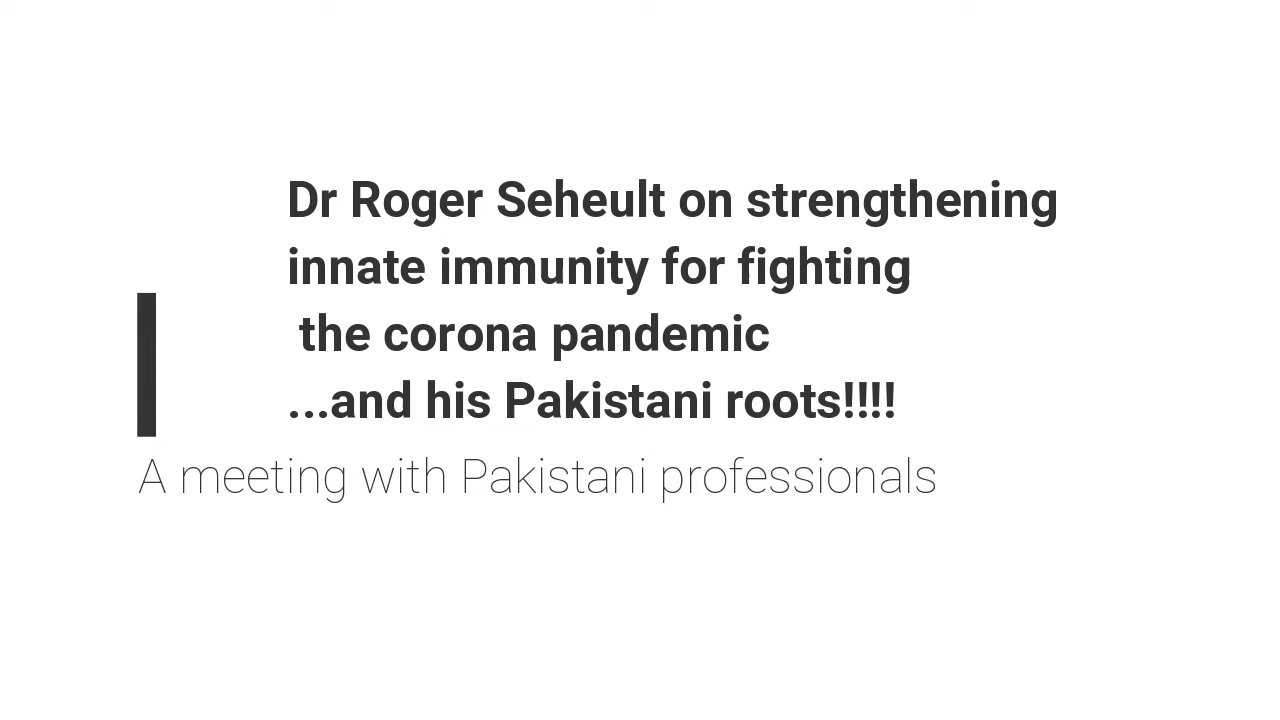 Dr Roger Seheult on strengthening
innate immunity for fighting
the corona pandemic
...and his Pakistani roots!!!!
A meeting with Pakistani professionals